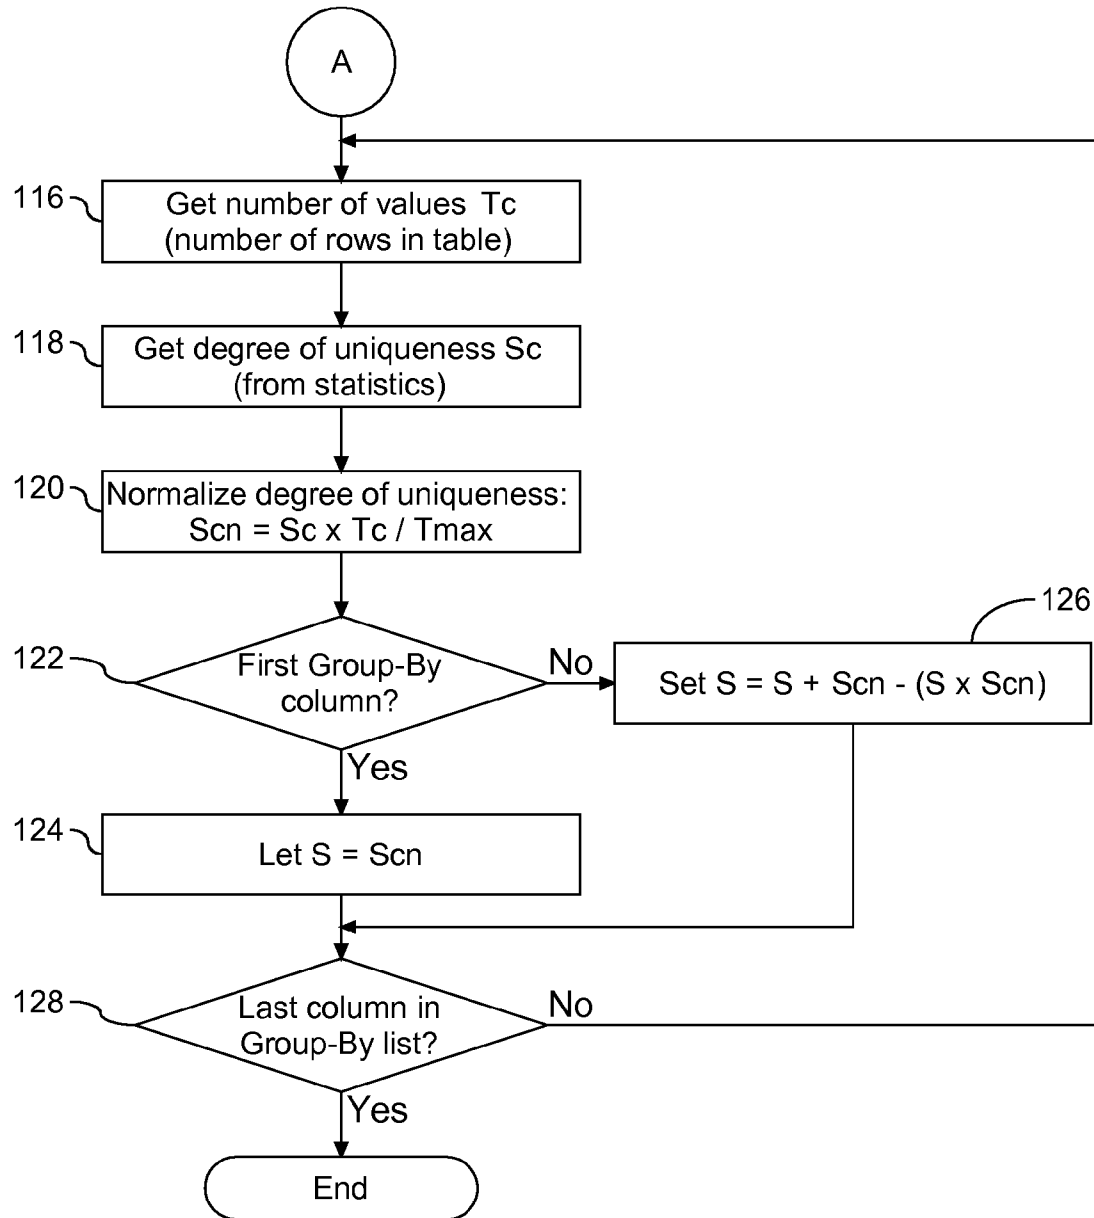 A
116
Get number of values Tc
(number of rows in table)
118
Get degree of uniqueness Sc
(from statistics)
120
Normalize degree of uniqueness:
Scn = Sc x Tc / Tmax
126
122
First Group-By
column?
No
Set S = S + Scn - (S x Scn)
Yes
124
Let S = Scn
128
Last column in
Group-By list?
No
Yes
End